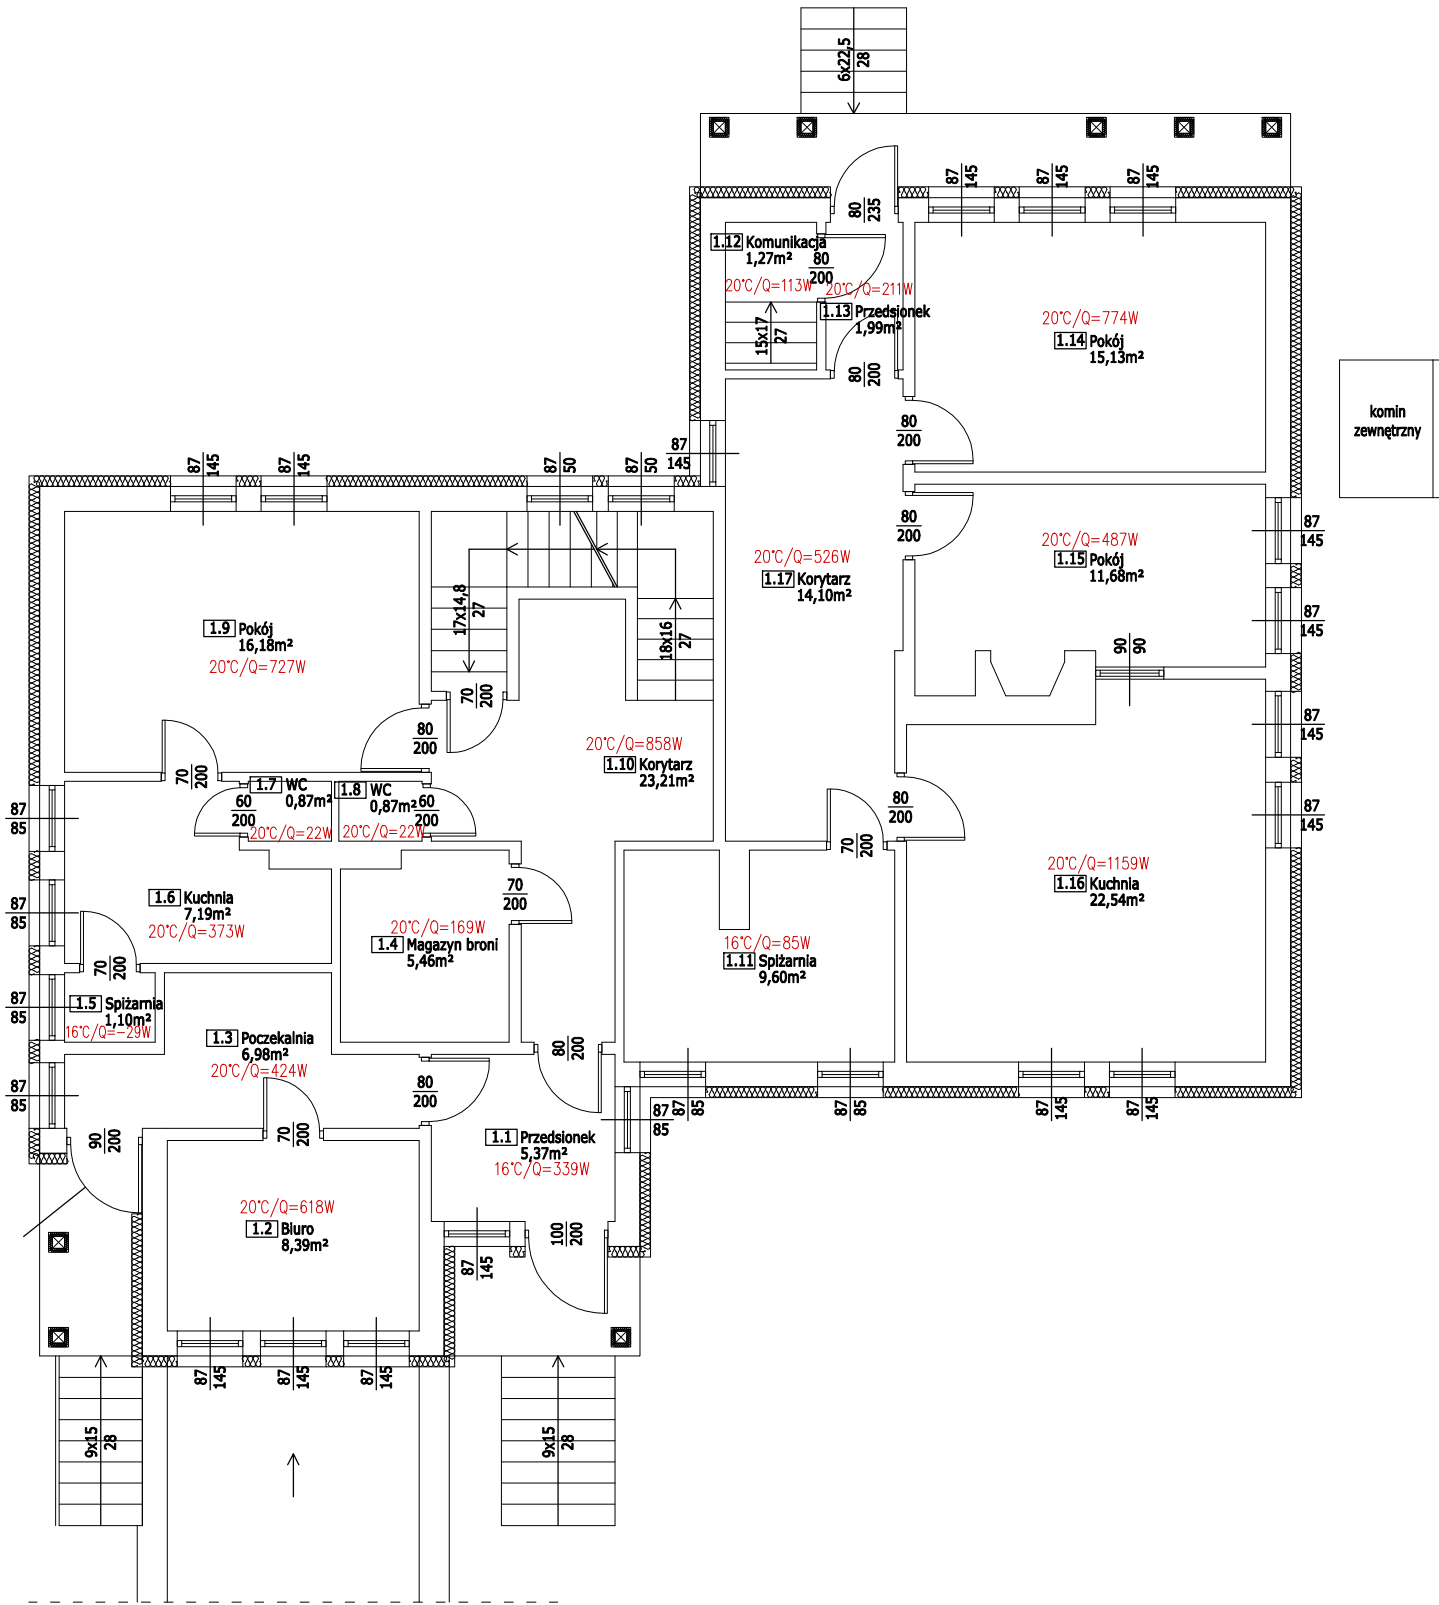 6x22,5
28
87
145
87
145
87
145
80
235
1.12 Komunikacja
1,27m²
80
200
20°C/Q=113W
20°C/Q=211W
1.13 Przedsionek
1,99m²
15x17
27
80
200
20°C/Q=774W
1.14 Pokój
15,13m²
komin
zewnętrzny
80
200
87
145
87
145
87
145
87
50
87
50
80
200
20°C/Q=487W
1.15 Pokój
11,68m²
87
145
20°C/Q=526W
1.17 Korytarz
14,10m²
17x14,8
27
18x16
27
1.9 Pokój
16,18m²
20°C/Q=727W
87
145
90
90
70
200
80
200
20°C/Q=858W
1.10 Korytarz
23,21m²
87
145
70
200
1.7 WC
0,87m²
1.8 WC
0,87m²
60
200
60
200
20°C/Q=22W
20°C/Q=22W
87
85
80
200
87
145
70
200
20°C/Q=1159W
1.16 Kuchnia
22,54m²
1.6 Kuchnia
7,19m²
20°C/Q=373W
87
85
70
200
20°C/Q=169W
1.4 Magazyn broni
5,46m²
16°C/Q=85W
1.11 Spiżarnia
9,60m²
70
200
1.5 Spiżarnia
1,10m²
16°C/Q=-29W
87
85
1.3 Poczekalnia
6,98m²
20°C/Q=424W
80
200
87
85
80
200
87
85
87
85
87
145
87
145
87
85
90
200
70
200
1.1 Przedsionek
5,37m²
16°C/Q=339W
20°C/Q=618W
1.2 Biuro
8,39m²
100
200
87
145
87
145
87
145
87
145
9x15
28
9x15
28